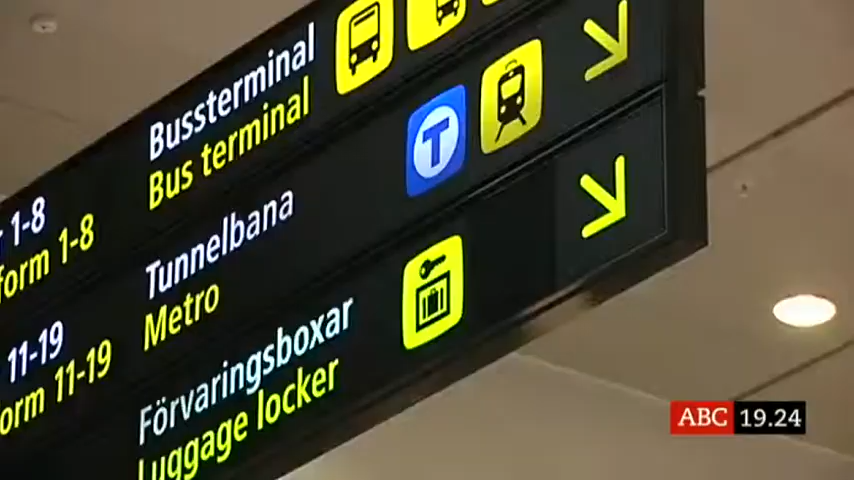 Bussterminal
Bus terminal
1-8
form 1-8
Tunnelbana
Metro
T
11-19
orm 11-19
Förvaringsboxar
Luggage locker
ABC 19.24